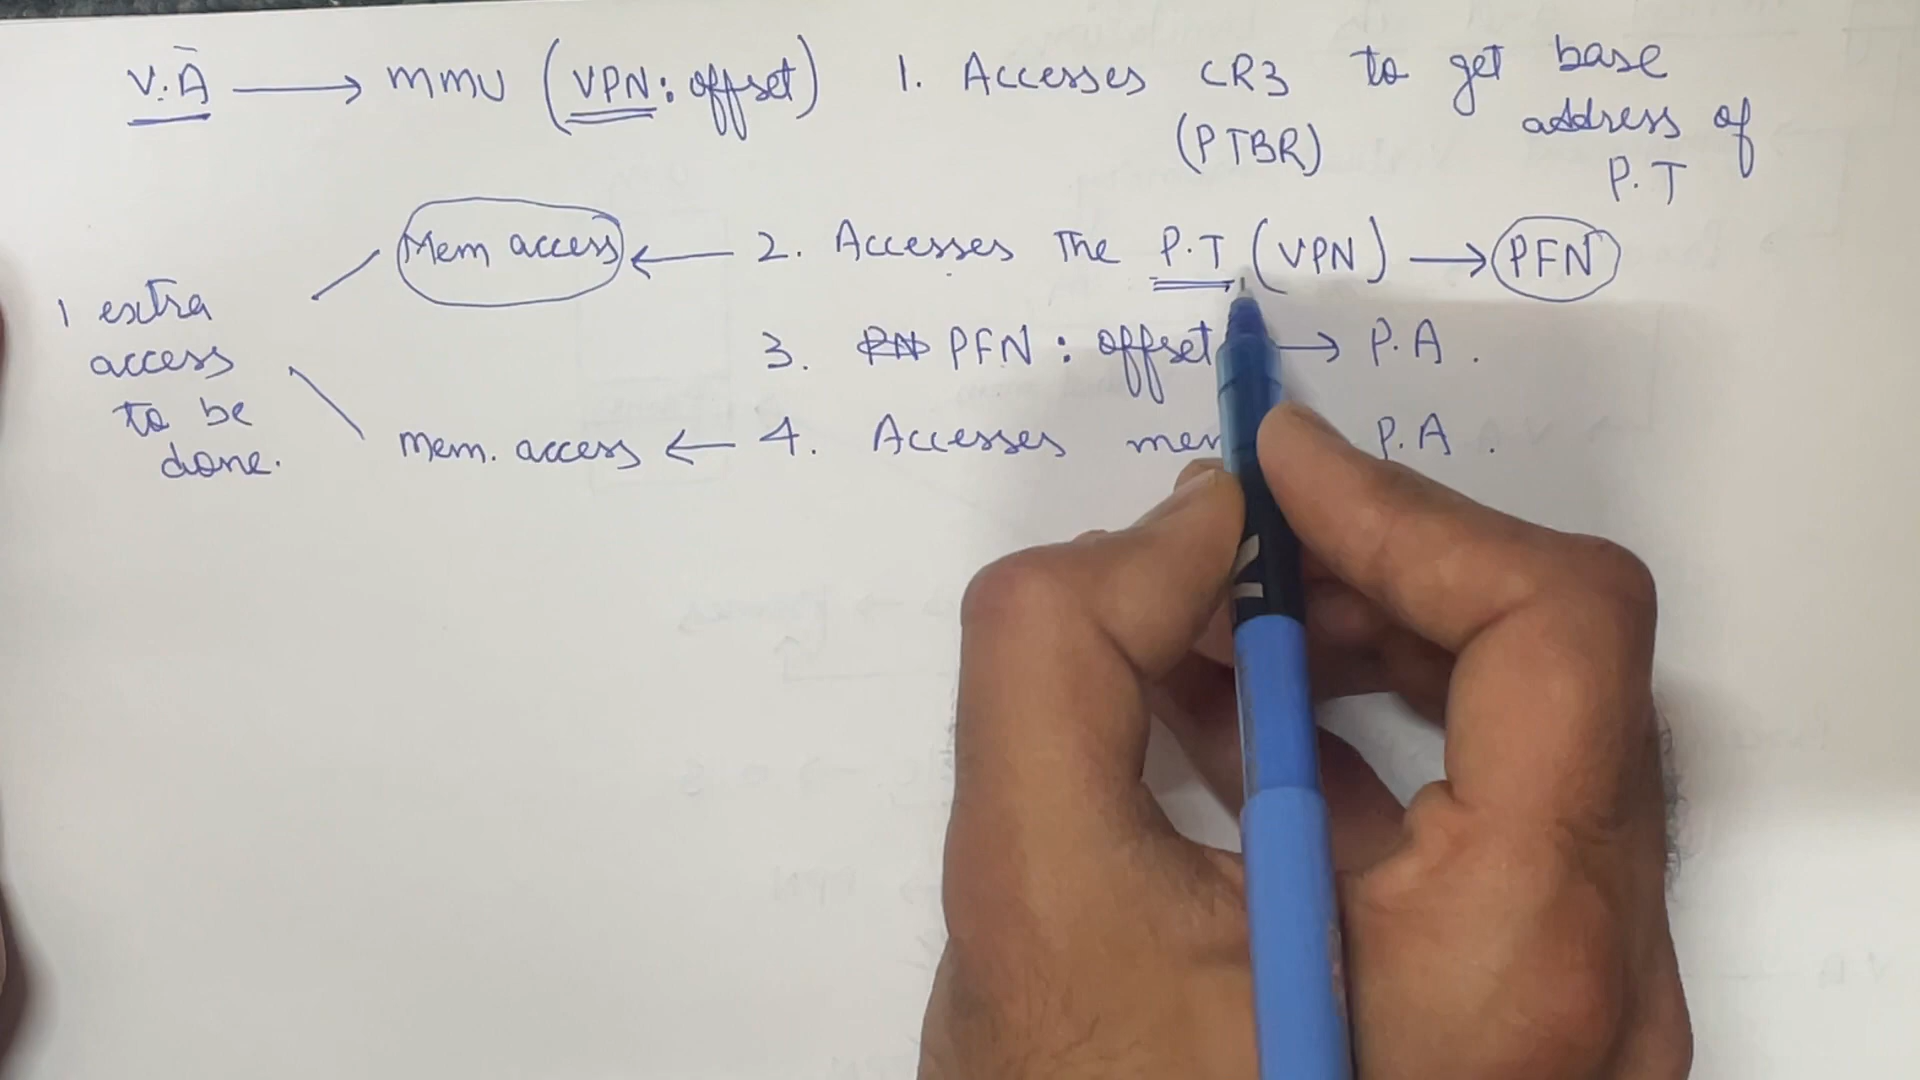 V.A → MMU (VPN : offset) 1. Accesses CR3 to get base
address of
(PTBR)
P.T
Mem access ← 2. Accesses The P.T (VPN) → PFN
1 extra
access
to be
done.
3. PFN : offset → P.A.
Mem. access ← 4. Accesses mem P.A.